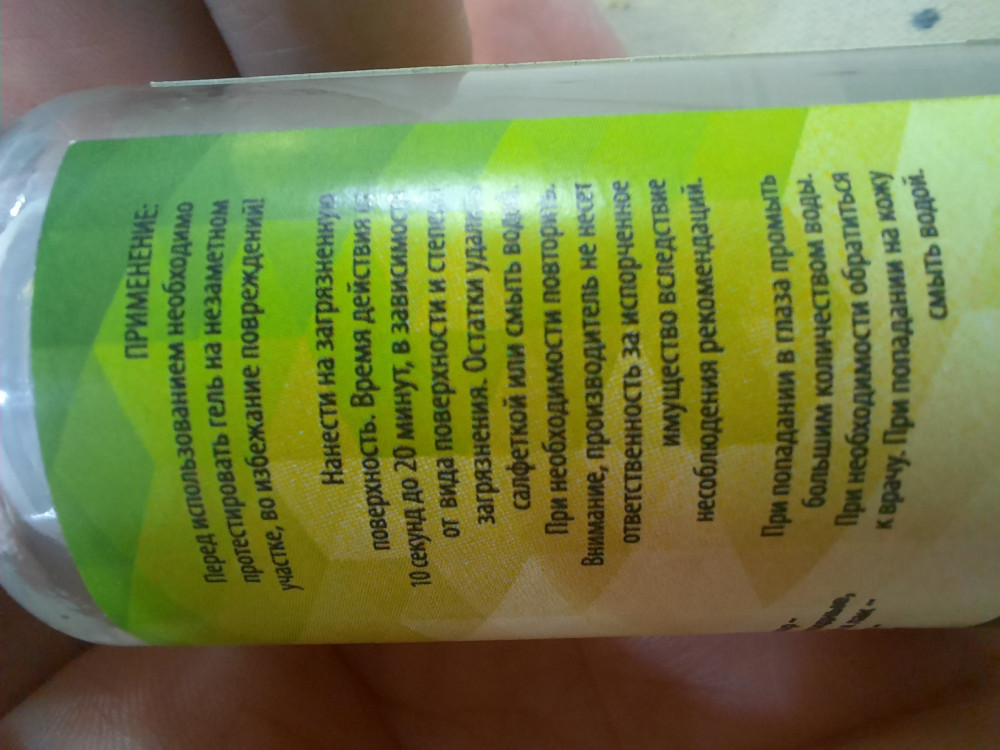 ПРИМЕНЕНИЕ:
Перед использованием необходимо
протестировать гель на незаметном
участке, во избежание повреждений!
Нанести на загрязненную
поверхность. Время действия
10 секунд до 20 минут, в зависимости
от вида поверхности и степени
загрязнения. Остатки удалить
салфеткой или смыть водой.
При необходимости повторить.
Внимание, производитель не несет
ответственность за испорченное
имущество вследствие
несоблюдения рекомендаций.
При попадании в глаза промыть
большим количеством воды.
При необходимости обратиться
к врачу. При попадании на кожу
смыть водой.